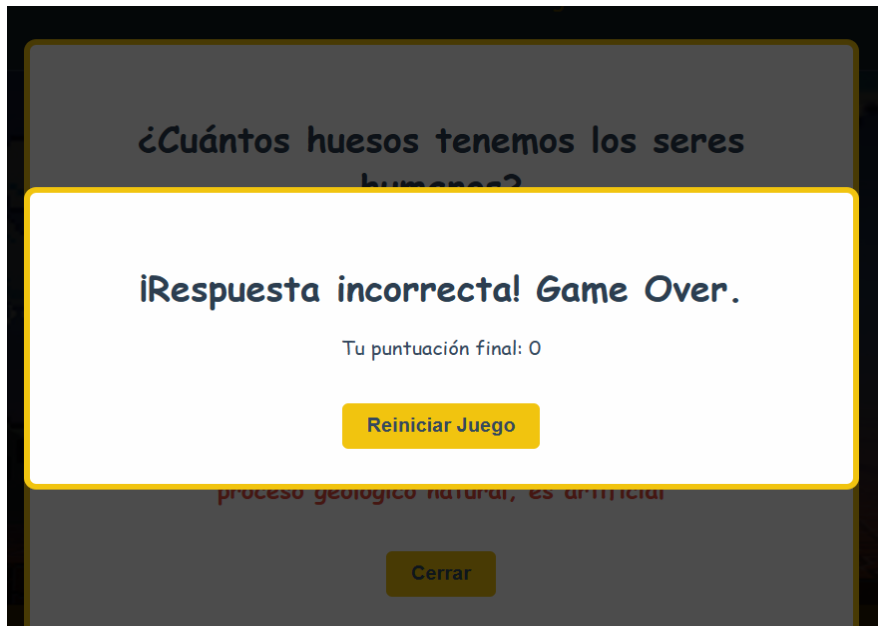 ¿Cuántos huesos tenemos los seres
humanos?
¡Respuesta incorrecta! Game Over.
Tu puntuación final: 0
Reiniciar Juego
proceso geológico natural, es artificial
Cerrar